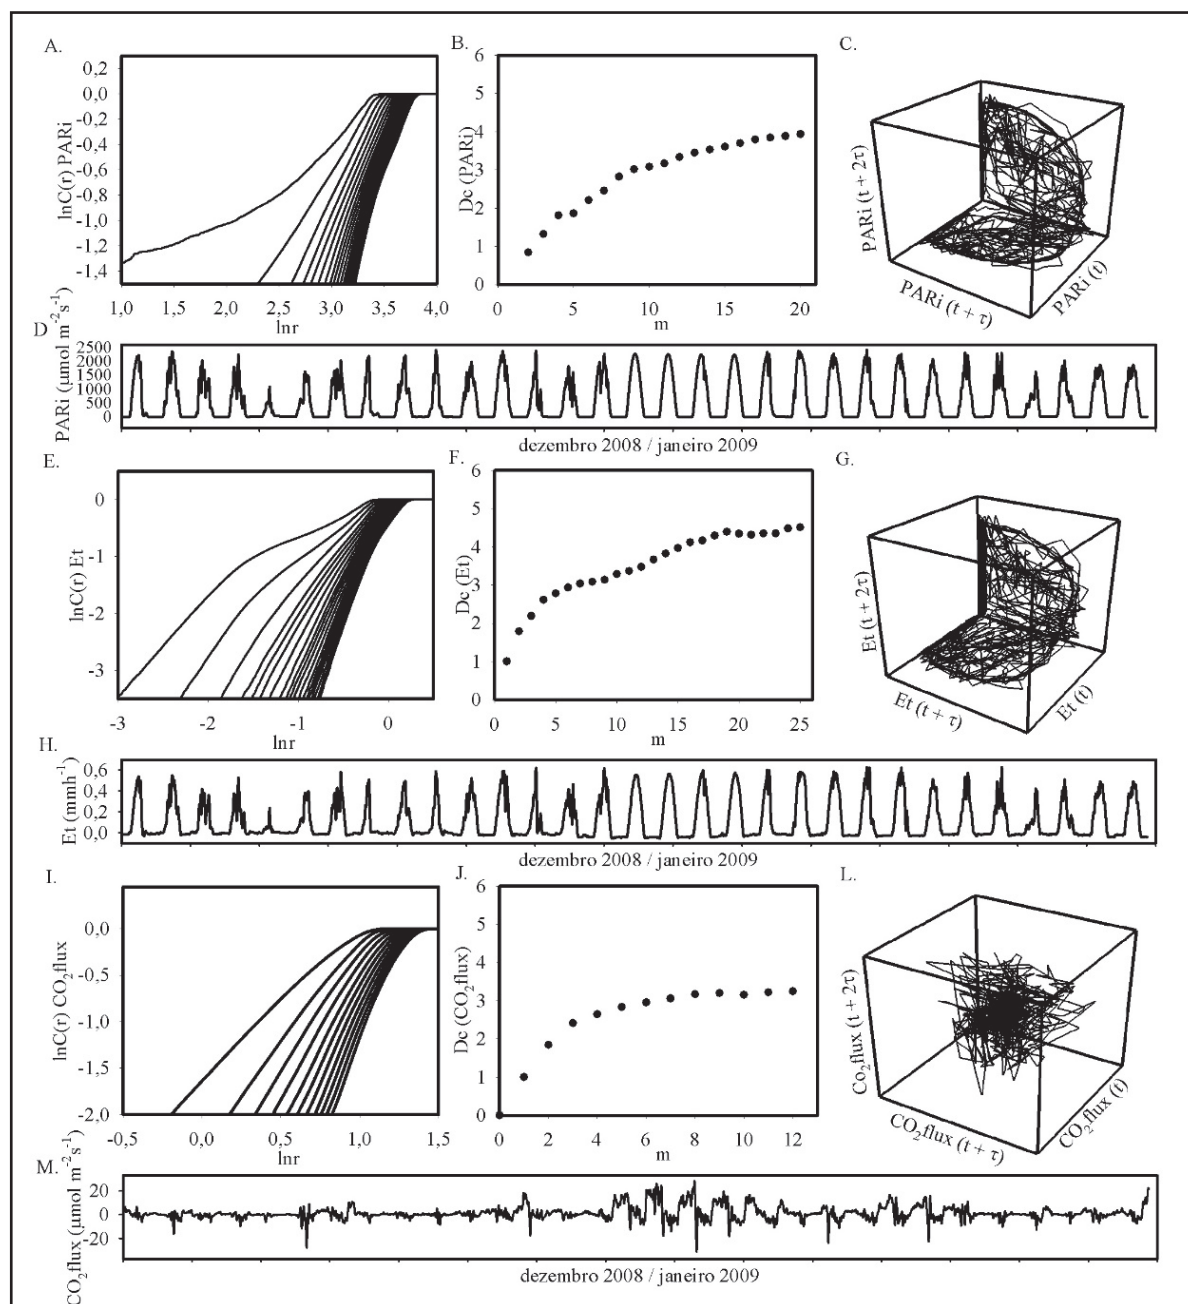 A.
B.
C.
0,2
0,0
-0,2
-0,4
-0,6
-0,8
-1,0
-1,2
-1,4
lnC(r) PARi
1,0 1,5 2,0 2,5 3,0 3,5 4,0
lnr
6
5
4
3
2
1
0
Dc (PARi)
0 5 10 15 20
m
PARi (t + 2τ)
PARi (t + τ)
PARi (t)
D
PARi (µmol m⁻²s⁻¹)
2500
2000
1500
1000
500
0
dezembro 2008 / janeiro 2009
E.
F.
G.
0
-1
-2
-3
lnC(r) Et
-3 -2 -1 0
lnr
6
5
4
3
2
1
0
Dc (Et)
0 5 10 15 20 25
m
Et (t + 2τ)
Et (t + τ)
Et (t)
H.
Et (mmh⁻¹)
0,6
0,4
0,2
0,0
dezembro 2008 / janeiro 2009
I.
J.
L.
0,0
-0,5
-1,0
-1,5
-2,0
lnC(r) CO₂flux
-0,5 0,0 0,5 1,0 1,5
lnr
6
5
4
3
2
1
0
Dc (CO₂flux)
0 2 4 6 8 10 12
m
Co₂flux (t + 2τ)
CO₂flux (t + τ)
CO₂flux (t)
M.
CO₂flux (µmol m⁻²s⁻¹)
20
0
-20
dezembro 2008 / janeiro 2009